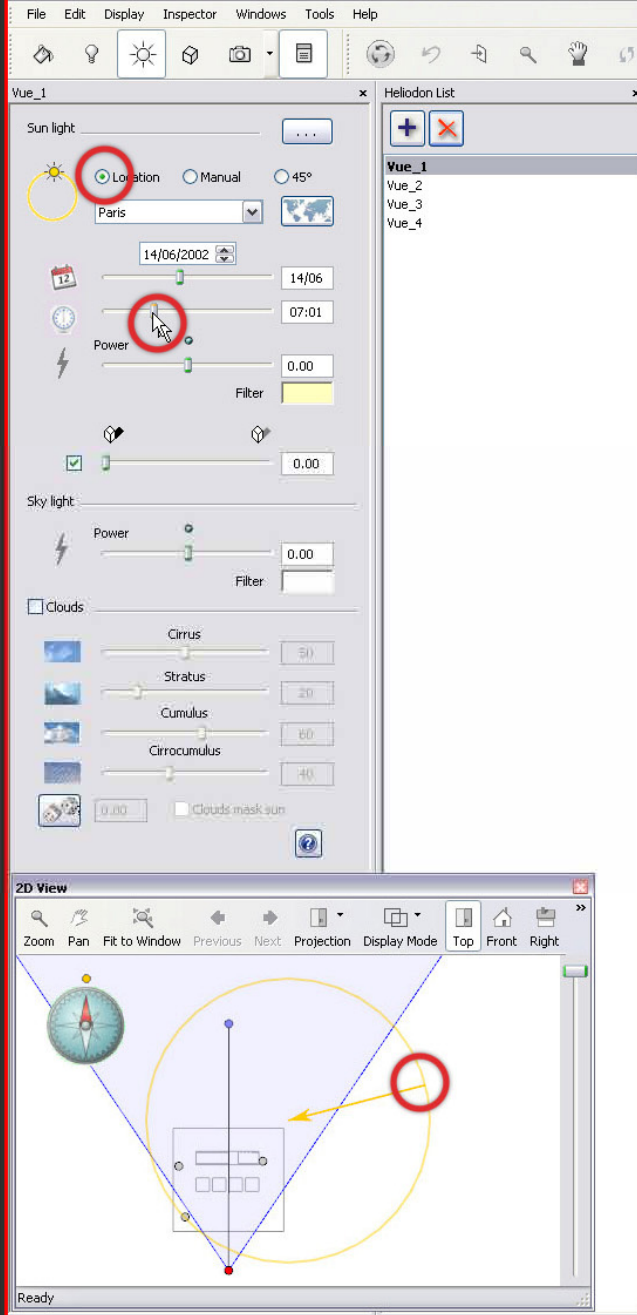 File Edit Display Inspector Windows Tools Help
Vue_1
Heliodon List
Sun light
...
Location Manual 45°
Paris
14/06/2002
12
14/06
07:01
Power
0.00
Filter
0.00
Sky light
Power
0.00
Filter
Clouds
Cirrus
50
Stratus
20
Cumulus
60
Cirrocumulus
40
0.00 Clouds mask sun
Vue_1
Vue_2
Vue_3
Vue_4
2D View
Zoom Pan Fit to Window Previous Next Projection Display Mode Top Front Right
Ready